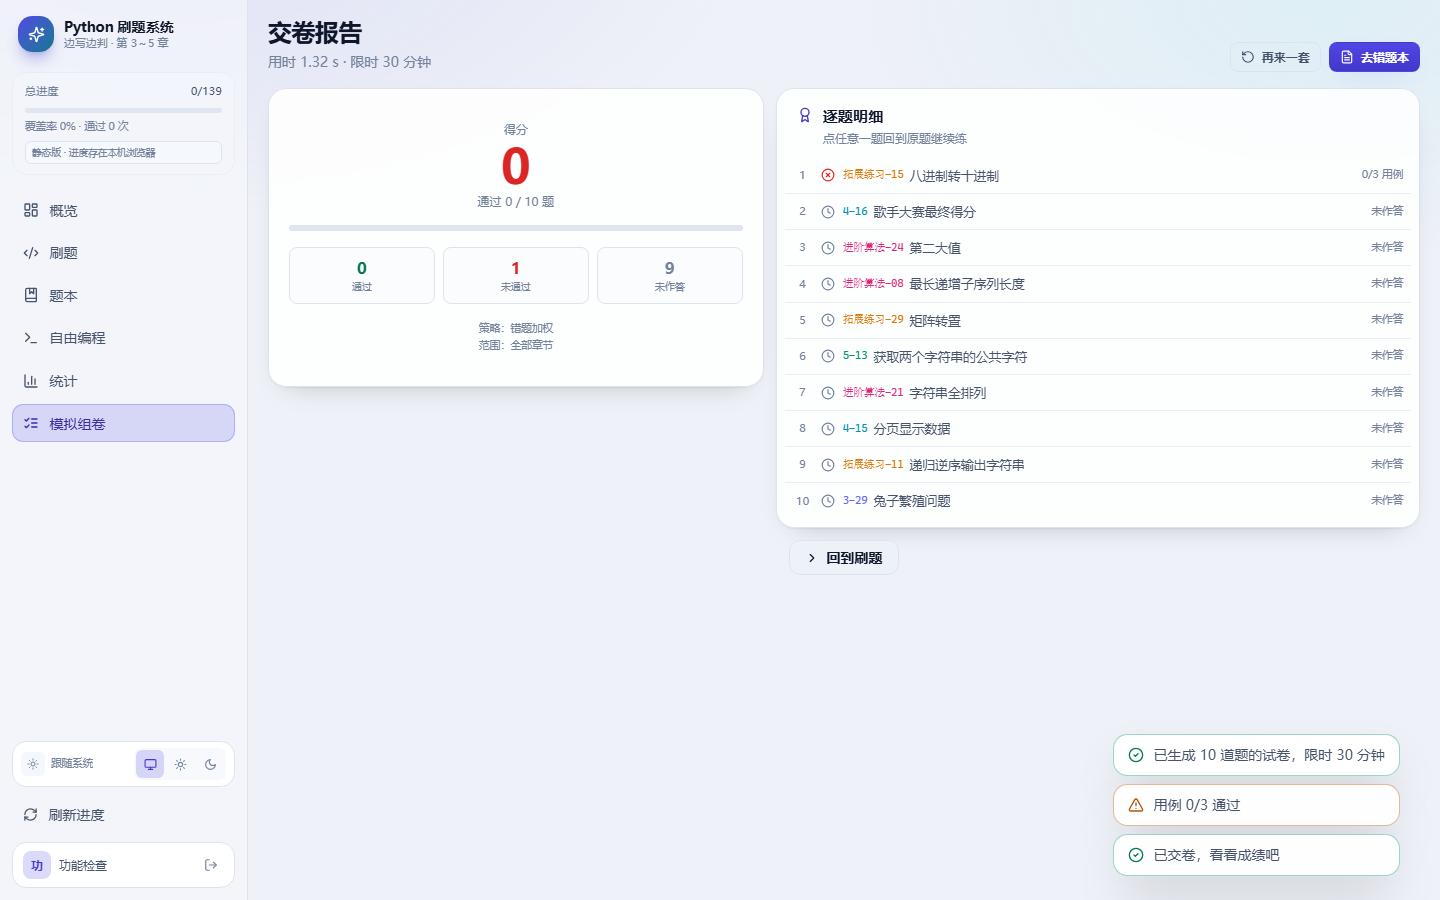 Python 刷题系统
边写边判 · 第 3 ~ 5 章
总进度 0/139
覆盖率 0% · 通过 0 次
静态版 · 进度存在本机浏览器
概览
刷题
题本
自由编程
统计
模拟组卷
跟随系统
刷新进度
功 功能检查
交卷报告
用时 1.32 s · 限时 30 分钟
再来一套
去错题本
得分
0
通过 0 / 10 题
0 通过
1 未通过
9 未作答
策略：错题加权
范围：全部章节
逐题明细
点任意一题回到原题继续练
1 拓展练习-15 八进制转十进制 0/3 用例
2 4-16 歌手大赛最终得分 未作答
3 进阶算法-24 第二大值 未作答
4 进阶算法-08 最长递增子序列长度 未作答
5 拓展练习-29 矩阵转置 未作答
6 5-13 获取两个字符串的公共字符 未作答
7 进阶算法-21 字符串全排列 未作答
8 4-15 分页显示数据 未作答
9 拓展练习-11 递归逆序输出字符串 未作答
10 3-29 兔子繁殖问题 未作答
回到刷题
已生成 10 道题的试卷，限时 30 分钟
用例 0/3 通过
已交卷，看看成绩吧